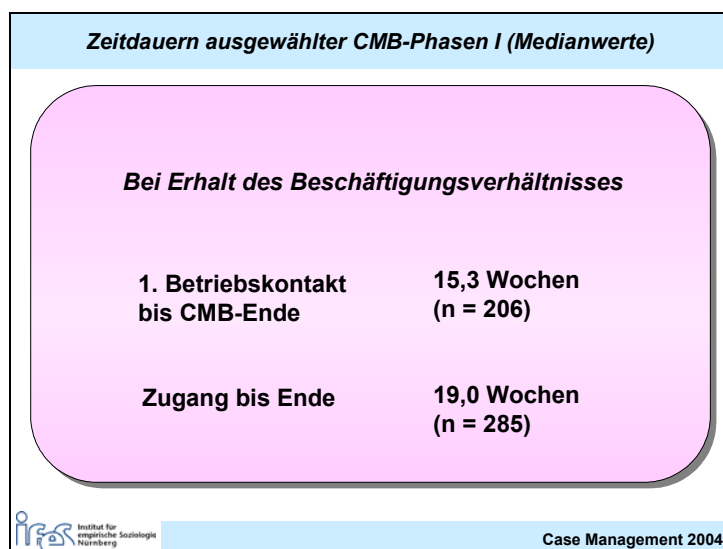 Zeitdauern ausgewählter CMB-Phasen I (Medianwerte)
Bei Erhalt des Beschäftigungsverhältnisses
1. Betriebskontakt
bis CMB-Ende
15,3 Wochen
(n = 206)
Zugang bis Ende
19,0 Wochen
(n = 285)
ifes
Institut für
empirische Soziologie
Nürnberg
Case Management 2004